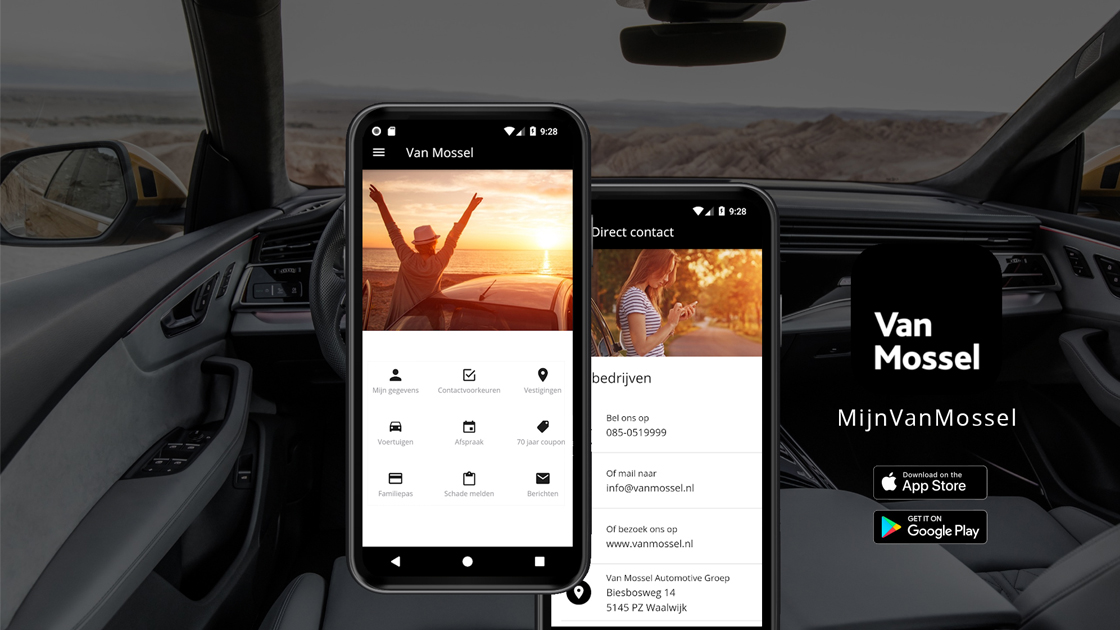 9:28
Van Mossel
Mijn gegevens
Contactvoorkeuren
Vestigingen
Voertuigen
Afspraak
70 jaar coupon
Familiepas
Schade melden
Berichten
9:28
Direct contact
bedrijven
Bel ons op
085-0519999
Of mail naar
info@vanmossel.nl
Of bezoek ons op
www.vanmossel.nl
Van Mossel Automotive Groep
Biesbosweg 14
5145 PZ Waalwijk
Van
Mossel
MijnVanMossel
Download on the
App Store
GET IT ON
Google Play